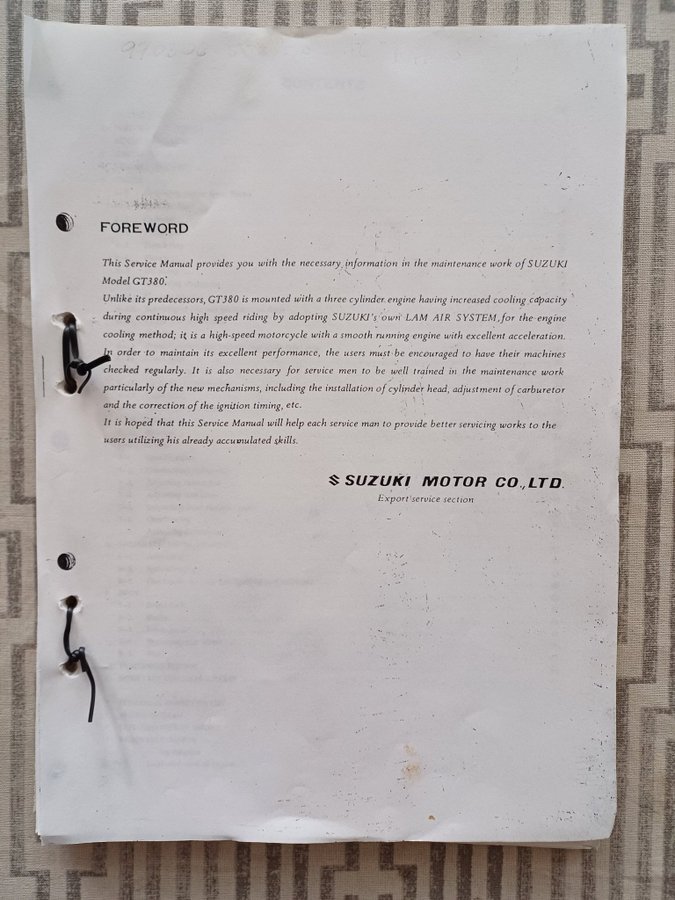 FOREWORD
This Service Manual provides you with the necessary information in the maintenance work of SUZUKI
Model GT380.
Unlike its predecessors, GT380 is mounted with a three cylinder engine having increased cooling capacity
during continuous high speed riding by adopting SUZUKI's own LAM AIR SYSTEM, for the engine
cooling method; it is a high-speed motorcycle with a smooth running engine with excellent acceleration.
In order to maintain its excellent performance, the users must be encouraged to have their machines
checked regularly. It is also necessary for service men to be well trained in the maintenance work
particularly of the new mechanisms, including the installation of cylinder head, adjustment of carburetor
and the correction of the ignition timing, etc.
It is hoped that this Service Manual will help each service man to provide better servicing works to the
users utilizing his already accumulated skills.
SUZUKI MOTOR CO., LTD.
Export service section